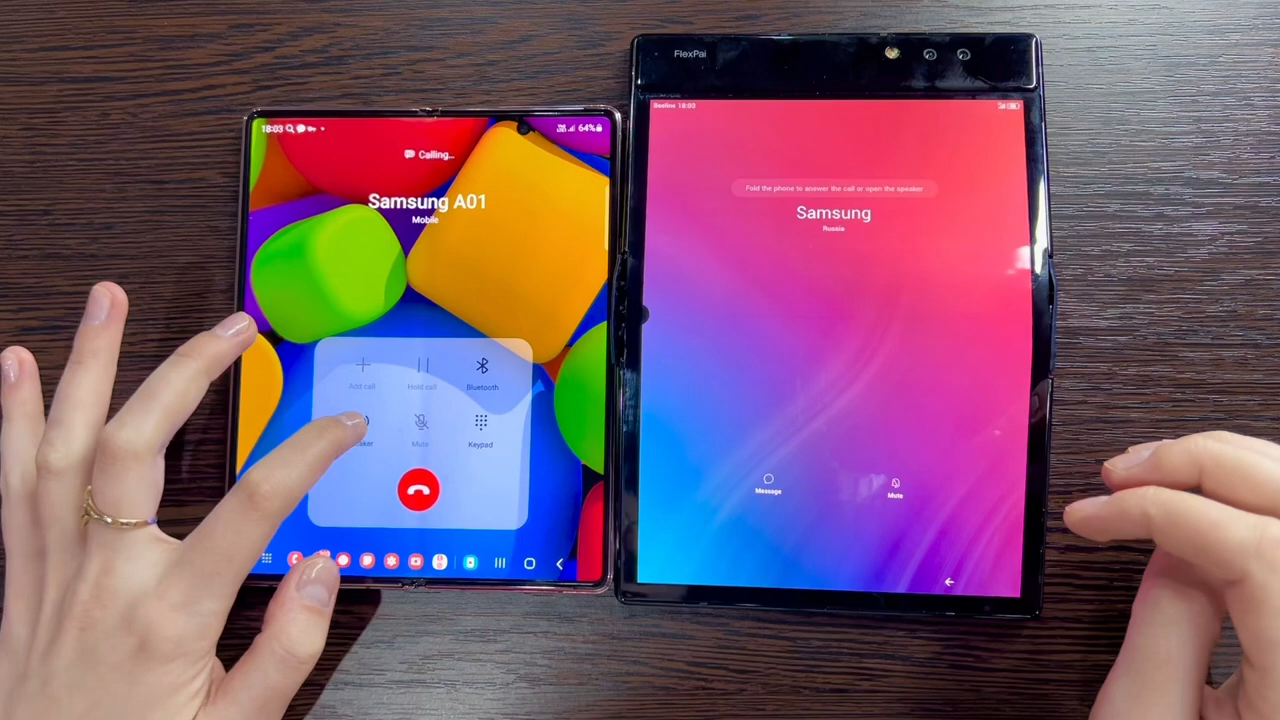 18:03
64%
Calling...
Samsung A01
Mobile
Add call
Hold call
Bluetooth
Mute
Keypad
FlexPai
Beeline 18:03
Fold the phone to answer the call or open the speaker
Samsung
Russia
Message
Mute